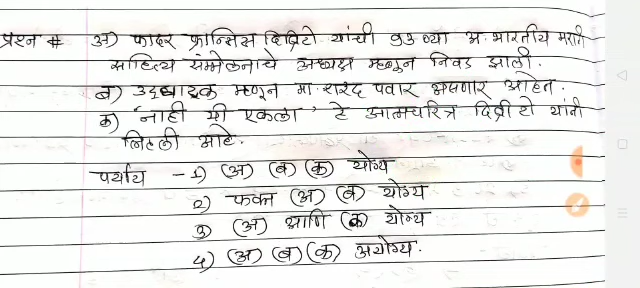 प्रश्न # अ) फादर फ्रान्सिस दिब्रिटो यांची ९३ व्या अ. भारतीय मराठी
साहित्य संमेलनाचे अध्यक्ष म्हणून निवड झाली.
ब) उद्घाटक म्हणून मा. शरद पवार असणार आहेत.
क) 'नाही मी एकला' हे आत्मचरित्र दिब्रीटो यांनी
लिहली आहे.
पर्याय - १) (अ) (ब) (क) योग्य
२) फक्त (अ) (ब) योग्य
३) (अ) आणि (क) योग्य
४) (अ) (ब) (क) अयोग्य.